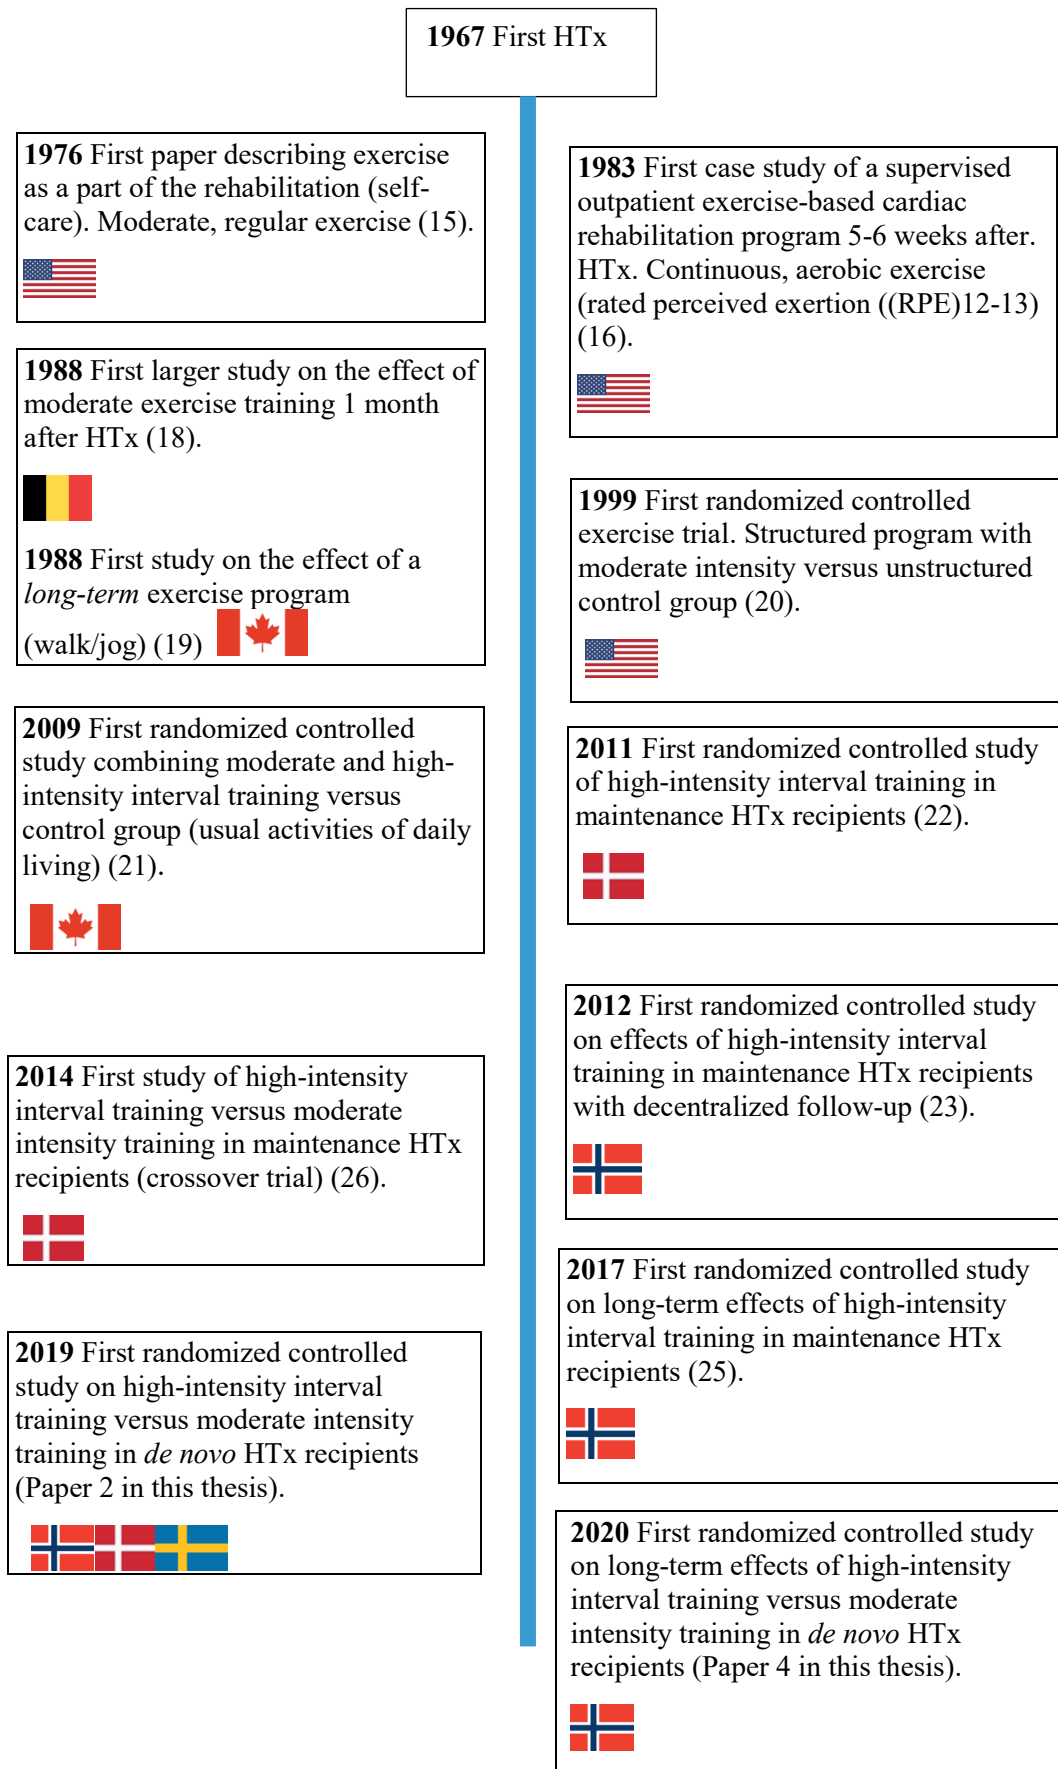 1967 First HTx
1976 First paper describing exercise
as a part of the rehabilitation (self-
care). Moderate, regular exercise (15).
1983 First case study of a supervised
outpatient exercise-based cardiac
rehabilitation program 5-6 weeks after.
HTx. Continuous, aerobic exercise
(rated perceived exertion ((RPE)12-13)
(16).
1988 First larger study on the effect of
moderate exercise training 1 month
after HTx (18).
1988 First study on the effect of a
long-term exercise program
(walk/jog) (19)
1999 First randomized controlled
exercise trial. Structured program with
moderate intensity versus unstructured
control group (20).
2009 First randomized controlled
study combining moderate and high-
intensity interval training versus
control group (usual activities of daily
living) (21).
2011 First randomized controlled study
of high-intensity interval training in
maintenance HTx recipients (22).
2012 First randomized controlled study
on effects of high-intensity interval
training in maintenance HTx recipients
with decentralized follow-up (23).
2014 First study of high-intensity
interval training versus moderate
intensity training in maintenance HTx
recipients (crossover trial) (26).
2017 First randomized controlled study
on long-term effects of high-intensity
interval training in maintenance HTx
recipients (25).
2019 First randomized controlled
study on high-intensity interval
training versus moderate intensity
training in de novo HTx recipients
(Paper 2 in this thesis).
2020 First randomized controlled study
on long-term effects of high-intensity
interval training versus moderate
intensity training in de novo HTx
recipients (Paper 4 in this thesis).